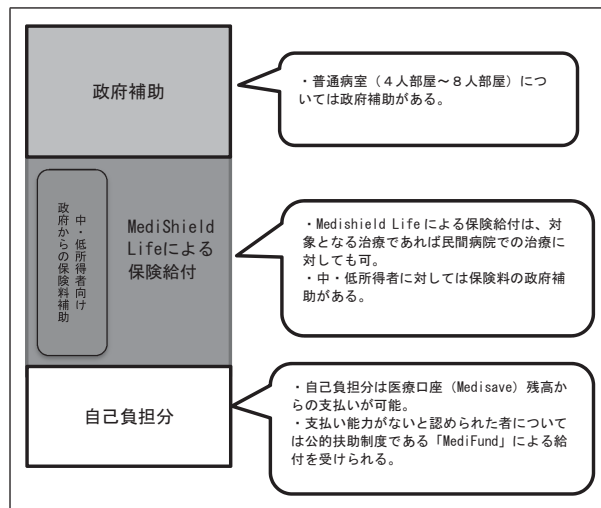 政府補助
・普通病室（４人部屋～８人部屋）につ
いては政府補助がある。
中・低所得者向け
政府からの保険料補助
MediShield
Lifeによる
保険給付
・Medishield Life による保険給付は、対
象となる治療であれば民間病院での治療に
対しても可。
・中・低所得者に対しては保険料の政府補
助がある。
自己負担分
・自己負担分は医療口座（Medisave）残高か
らの支払いが可能。
・支払い能力がないと認められた者について
は公的扶助制度である「MediFund」による給
付を受けられる。